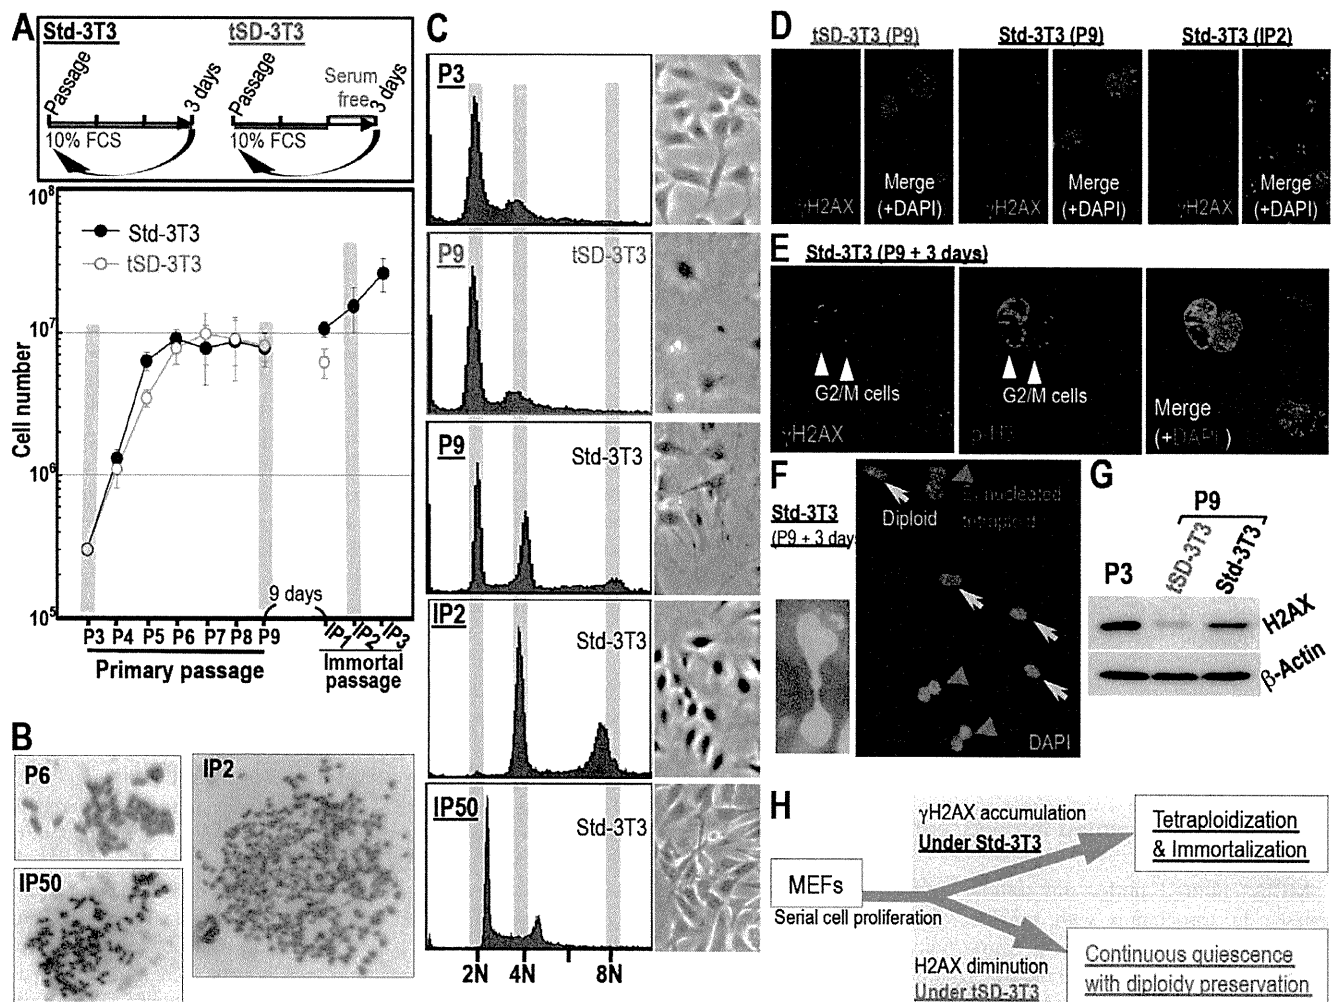 A
Std-3T3
tSD-3T3
Passage
3 days
10% FCS
Passage
Serum
free
3 days
10% FCS
10^8
10^7
10^6
10^5
Cell number
Std-3T3
tSD-3T3
9 days
P3 P4 P5 P6 P7 P8 P9
IP1 IP2 IP3
Primary passage
Immortal
passage
B
P6
IP2
IP50
C
P3
P9
tSD-3T3
P9
Std-3T3
IP2
Std-3T3
IP50
Std-3T3
2N 4N 8N
D
tSD-3T3 (P9)
Std-3T3 (P9)
Std-3T3 (IP2)
γH2AX
Merge
(+DAPI)
γH2AX
Merge
(+DAPI)
γH2AX
Merge
(+DAPI)
E
Std-3T3 (P9 + 3 days)
G2/M cells
γH2AX
G2/M cells
p-H3
Merge
(+DAPI)
F
Std-3T3
(P9 + 3 days
Diploid
Bi-nucleated
tetraploid
DAPI
G
P9
P3
tSD-3T3
Std-3T3
H2AX
β-Actin
H
γH2AX accumulation
Under Std-3T3
Tetraploidization
& Immortalization
MEFs
Serial cell proliferation
H2AX diminution
Under tSD-3T3
Continuous quiescence
with diploidy preservation